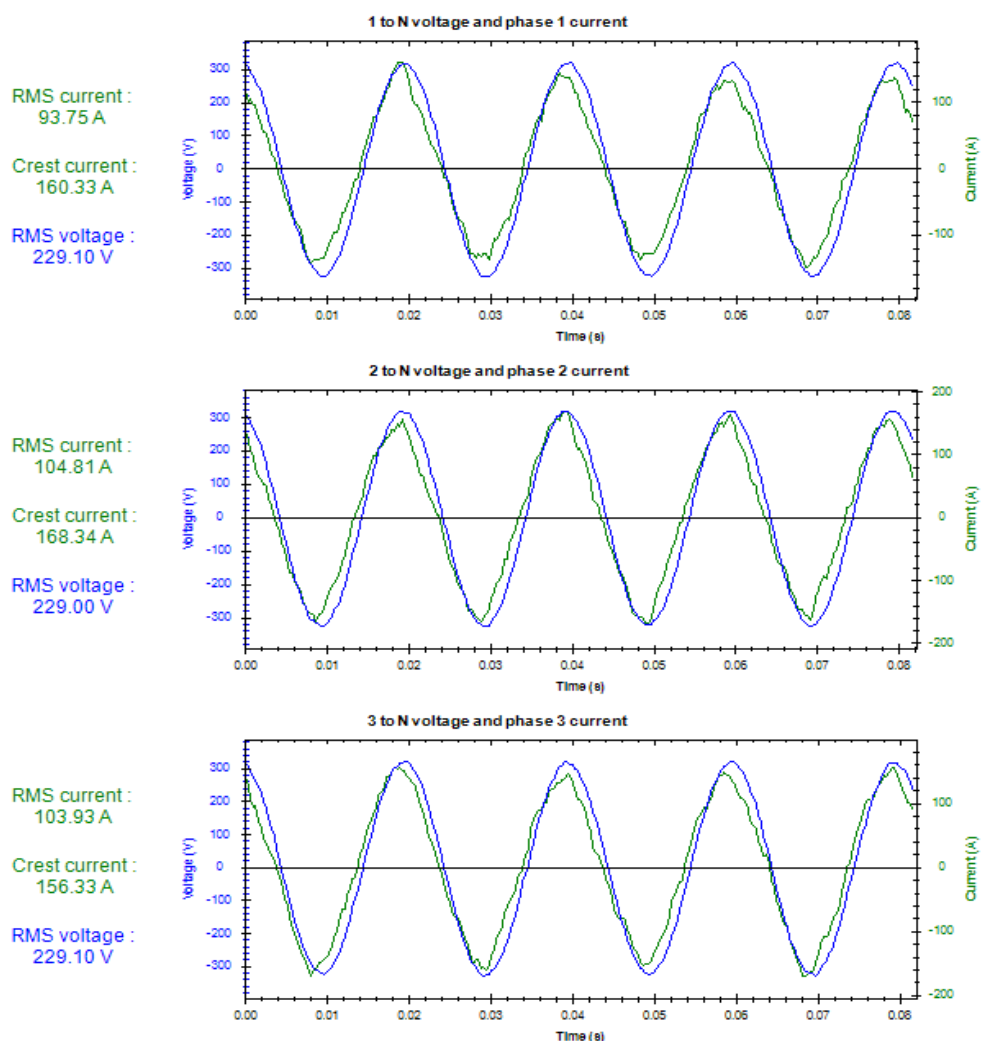 1 to N voltage and phase 1 current
RMS current :
93.75 A
Crest current :
160.33 A
RMS voltage :
229.10 V
Voltage (V)
300
200
100
0
-100
-200
-300
100
0
-100
Current (A)
0.00 0.01 0.02 0.03 0.04 0.05 0.06 0.07 0.08
Time (s)
2 to N voltage and phase 2 current
RMS current :
104.81 A
Crest current :
168.34 A
RMS voltage :
229.00 V
Voltage (V)
300
200
100
0
-100
-200
-300
200
100
0
-100
-200
Current (A)
0.00 0.01 0.02 0.03 0.04 0.05 0.06 0.07 0.08
Time (s)
3 to N voltage and phase 3 current
RMS current :
103.93 A
Crest current :
156.33 A
RMS voltage :
229.10 V
Voltage (V)
300
200
100
0
-100
-200
-300
100
0
-100
-200
Current (A)
0.00 0.01 0.02 0.03 0.04 0.05 0.06 0.07 0.08
Time (s)